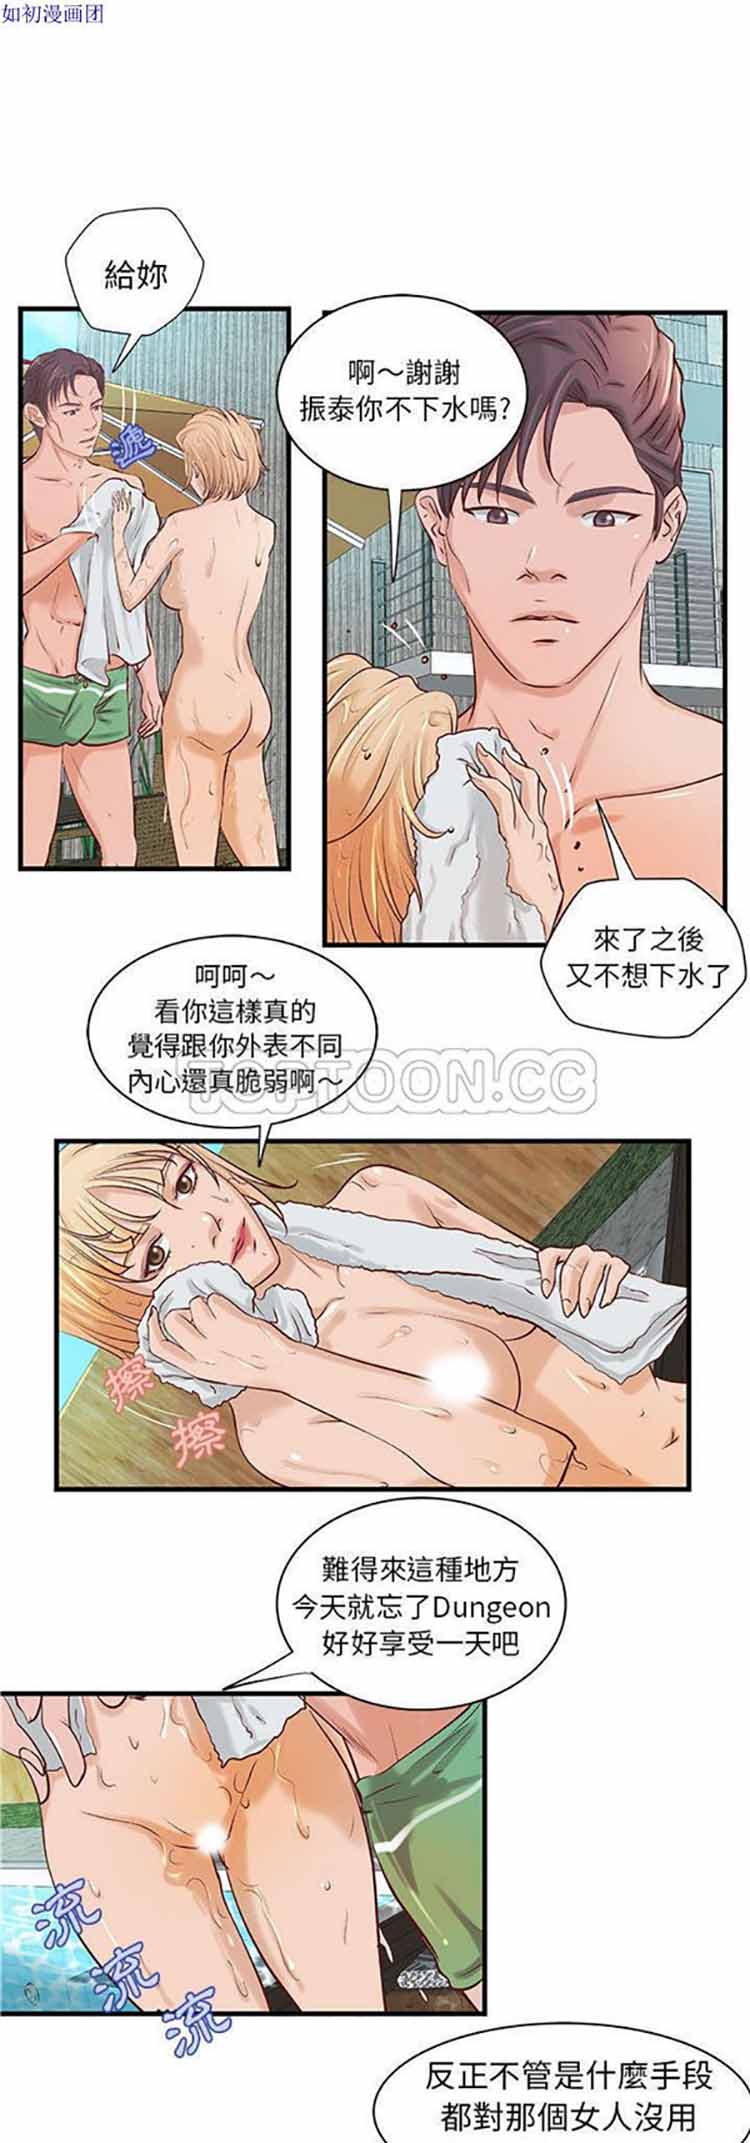 如初漫画团
給妳
遞
啊～謝謝
振泰你不下水嗎?
來了之後
又不想下水了
呵呵～
看你這樣真的
覺得跟你外表不同
內心還真脆弱啊～
TOPTOON.CC
擦
擦
難得來這種地方
今天就忘了Dungeon
好好享受一天吧
流
流
流
反正不管是什麼手段
都對那個女人沒用